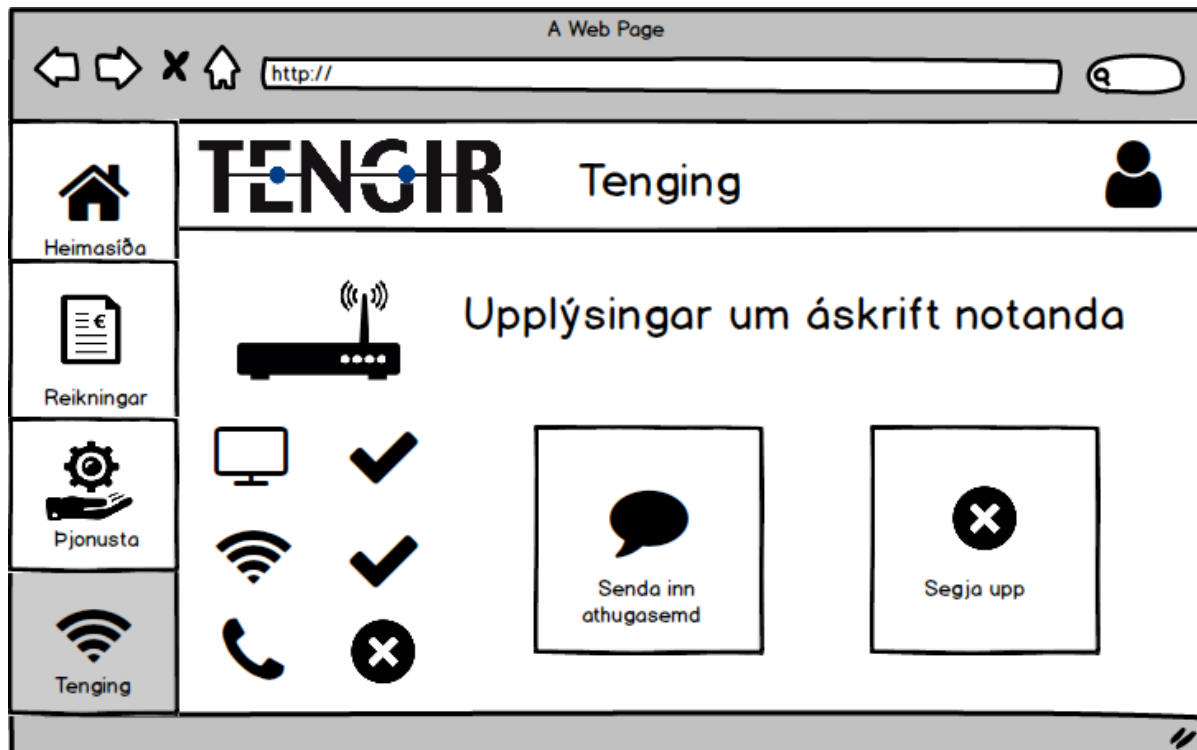 A Web Page
http://
TENGIR
Tenging
Heimasíða
Upplýsingar um áskrift notanda
€
Reikningar
Þjonusta
Senda inn
athugasemd
Segja upp
Tenging